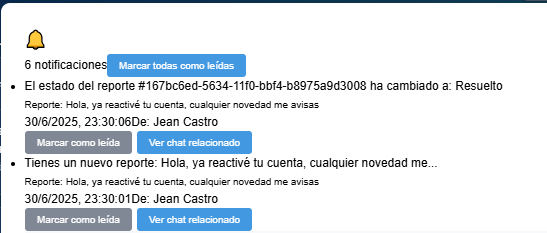 6 notificaciones Marcar todas como leídas
El estado del reporte #167bc6ed-5634-11f0-bbf4-b8975a9d3008 ha cambiado a: Resuelto
Reporte: Hola, ya reactivé tu cuenta, cualquier novedad me avisas
30/6/2025, 23:30:06De: Jean Castro
Marcar como leída Ver chat relacionado
Tienes un nuevo reporte: Hola, ya reactivé tu cuenta, cualquier novedad me...
Reporte: Hola, ya reactivé tu cuenta, cualquier novedad me avisas
30/6/2025, 23:30:01De: Jean Castro
Marcar como leída Ver chat relacionado